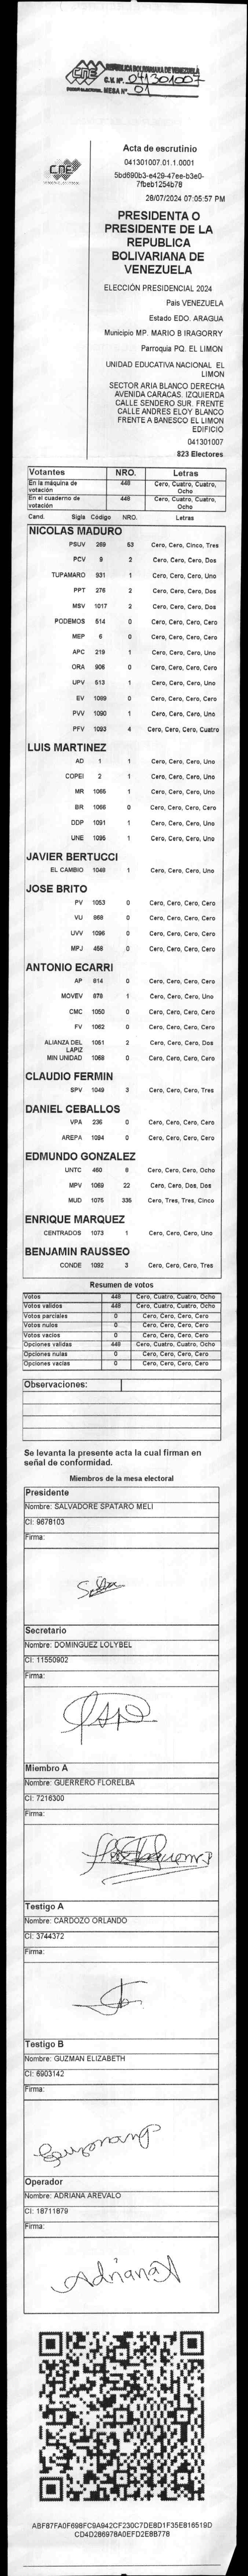 CNE
REPÚBLICA BOLIVARIANA DE VENEZUELA
C.V. Nº 041301007
PODER ELECTORAL MESA Nº 01
CNE
Acta de escrutinio
041301007.01.1.0001
5bd690b3-e429-47ee-b3e0-
7fbeb1254b78
28/07/2024 07:05:57 PM
PRESIDENTA O
PRESIDENTE DE LA
REPUBLICA
BOLIVARIANA DE
VENEZUELA
ELECCIÓN PRESIDENCIAL 2024
Pais VENEZUELA
Estado EDO. ARAGUA
Municipio MP. MARIO B IRAGORRY
Parroquia PQ. EL LIMON
UNIDAD EDUCATIVA NACIONAL EL
LIMON
SECTOR ARIA BLANCO DERECHA
AVENIDA CARACAS. IZQUIERDA
CALLE SENDERO SUR. FRENTE
CALLE ANDRES ELOY BLANCO
FRENTE A BANESCO EL LIMON
EDIFICIO
041301007
823 Electores
Votantes NRO. Letras
En la máquina de votación 448 Cero, Cuatro, Cuatro, Ocho
En el cuaderno de votación 448 Cero, Cuatro, Cuatro, Ocho
Cand. Sigla Código NRO. Letras
NICOLAS MADURO
PSUV 269 53 Cero, Cero, Cinco, Tres
PCV 9 2 Cero, Cero, Cero, Dos
TUPAMARO 931 1 Cero, Cero, Cero, Uno
PPT 276 2 Cero, Cero, Cero, Dos
MSV 1017 2 Cero, Cero, Cero, Dos
PODEMOS 514 0 Cero, Cero, Cero, Cero
MEP 6 0 Cero, Cero, Cero, Cero
APC 219 1 Cero, Cero, Cero, Uno
ORA 906 0 Cero, Cero, Cero, Cero
UPV 513 1 Cero, Cero, Cero, Uno
EV 1089 0 Cero, Cero, Cero, Cero
PVV 1090 1 Cero, Cero, Cero, Uno
PFV 1093 4 Cero, Cero, Cero, Cuatro
LUIS MARTINEZ
AD 1 1 Cero, Cero, Cero, Uno
COPEI 2 1 Cero, Cero, Cero, Uno
MR 1065 1 Cero, Cero, Cero, Uno
BR 1066 0 Cero, Cero, Cero, Cero
DDP 1091 1 Cero, Cero, Cero, Uno
UNE 1095 1 Cero, Cero, Cero, Uno
JAVIER BERTUCCI
EL CAMBIO 1048 1 Cero, Cero, Cero, Uno
JOSE BRITO
PV 1053 0 Cero, Cero, Cero, Cero
VU 868 0 Cero, Cero, Cero, Cero
UVV 1096 0 Cero, Cero, Cero, Cero
MPJ 458 0 Cero, Cero, Cero, Cero
ANTONIO ECARRI
AP 814 0 Cero, Cero, Cero, Cero
MOVEV 878 1 Cero, Cero, Cero, Uno
CMC 1050 0 Cero, Cero, Cero, Cero
FV 1062 0 Cero, Cero, Cero, Cero
ALIANZA DEL LAPIZ 1051 2 Cero, Cero, Cero, Dos
MIN UNIDAD 1068 0 Cero, Cero, Cero, Cero
CLAUDIO FERMIN
SPV 1049 3 Cero, Cero, Cero, Tres
DANIEL CEBALLOS
VPA 236 0 Cero, Cero, Cero, Cero
AREPA 1094 0 Cero, Cero, Cero, Cero
EDMUNDO GONZALEZ
UNTC 450 8 Cero, Cero, Cero, Ocho
MPV 1069 22 Cero, Cero, Dos, Dos
MUD 1075 335 Cero, Tres, Tres, Cinco
ENRIQUE MARQUEZ
CENTRADOS 1073 1 Cero, Cero, Cero, Uno
BENJAMIN RAUSSEO
CONDE 1092 3 Cero, Cero, Cero, Tres
Resumen de votos
Votos 448 Cero, Cuatro, Cuatro, Ocho
Votos validos 448 Cero, Cuatro, Cuatro, Ocho
Votos parciales 0 Cero, Cero, Cero, Cero
Votos nulos 0 Cero, Cero, Cero, Cero
Votos vacios 0 Cero, Cero, Cero, Cero
Opciones validas 448 Cero, Cuatro, Cuatro, Ocho
Opciones nulas 0 Cero, Cero, Cero, Cero
Opciones vacias 0 Cero, Cero, Cero, Cero
Observaciones:
Se levanta la presente acta la cual firman en
señal de conformidad.
Miembros de la mesa electoral
Presidente
Nombre: SALVADORE SPATARO MELI
CI: 9678103
Firma:
Secretario
Nombre: DOMINGUEZ LOLYBEL
CI: 11550902
Firma:
Miembro A
Nombre: GUERRERO FLORELBA
CI: 7216300
Firma:
Testigo A
Nombre: CARDOZO ORLANDO
CI: 3744372
Firma:
Testigo B
Nombre: GUZMAN ELIZABETH
CI: 6903142
Firma:
Operador
Nombre: ADRIANA AREVALO
CI: 18711879
Firma:
AdrianaA
ABF87FA0F698FC9A942CF230C7DE8D1F35E816519D
CD4D286978A0EFD2E8B778